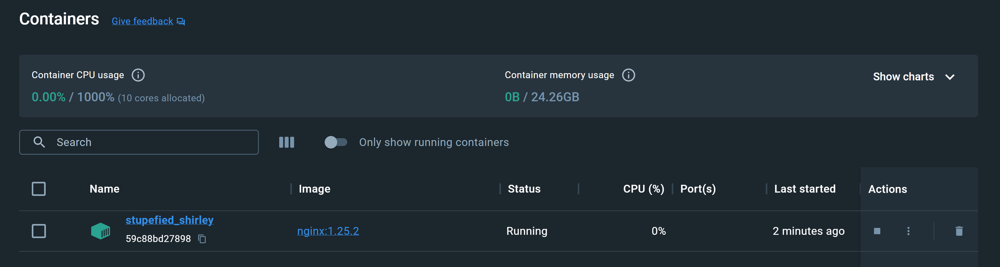 Containers Give feedback
Container CPU usage
0.00% / 1000% (10 cores allocated)
Container memory usage
0B / 24.26GB
Show charts
Search
Only show running containers
Name Image Status CPU (%) Port(s) Last started Actions
stupefied_shirley
59c88bd27898
nginx:1.25.2 Running 0% 2 minutes ago